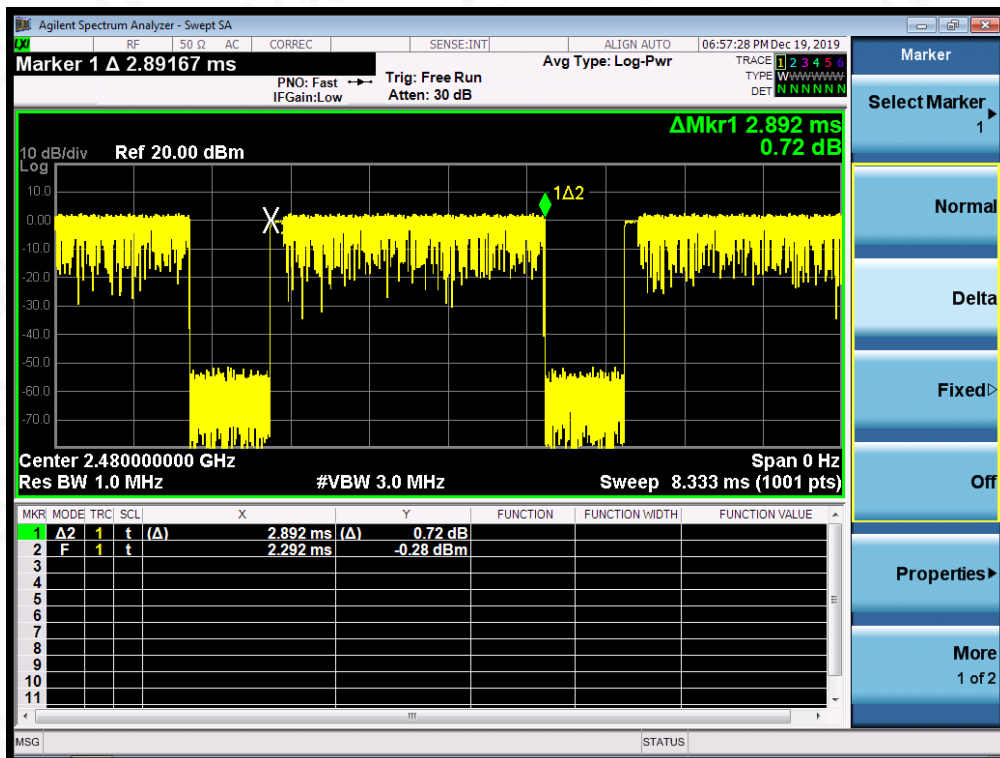 Agilent Spectrum Analyzer - Swept SA
LXI RF 50 Ω AC CORREC SENSE:INT ALIGN AUTO 06:57:28 PM Dec 19, 2019
Marker 1 Δ 2.89167 ms
PNO: Fast
IFGain:Low
Trig: Free Run
Atten: 30 dB
Avg Type: Log-Pwr
TRACE 1 2 3 4 5 6
TYPE WWWWWW
DET N N N N N N
ΔMkr1 2.892 ms
0.72 dB
10 dB/div Ref 20.00 dBm
Log
10.0
0.00
-10.0
-20.0
-30.0
-40.0
-50.0
-60.0
-70.0
1Δ2
Center 2.480000000 GHz Span 0 Hz
Res BW 1.0 MHz #VBW 3.0 MHz Sweep 8.333 ms (1001 pts)
MKR MODE TRC SCL X Y FUNCTION FUNCTION WIDTH FUNCTION VALUE
1 Δ2 1 t (Δ) 2.892 ms (Δ) 0.72 dB
2 F 1 t 2.292 ms -0.28 dBm
3
4
5
6
7
8
9
10
11
MSG STATUS
Marker
Select Marker
1
Normal
Delta
Fixed
Off
Properties
More
1 of 2